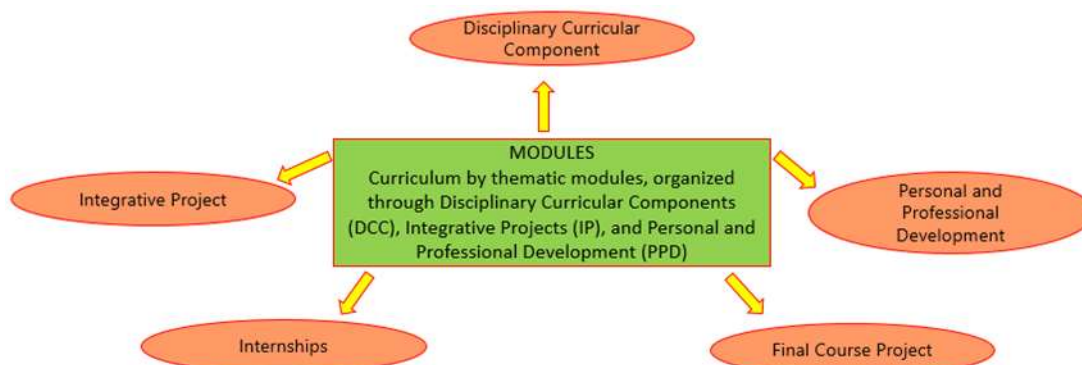 Disciplinary Curricular
Component
MODULES
Curriculum by thematic modules, organized
through Disciplinary Curricular Components
(DCC), Integrative Projects (IP), and Personal and
Professional Development (PPD)
Integrative Project
Personal and
Professional
Development
Internships
Final Course Project